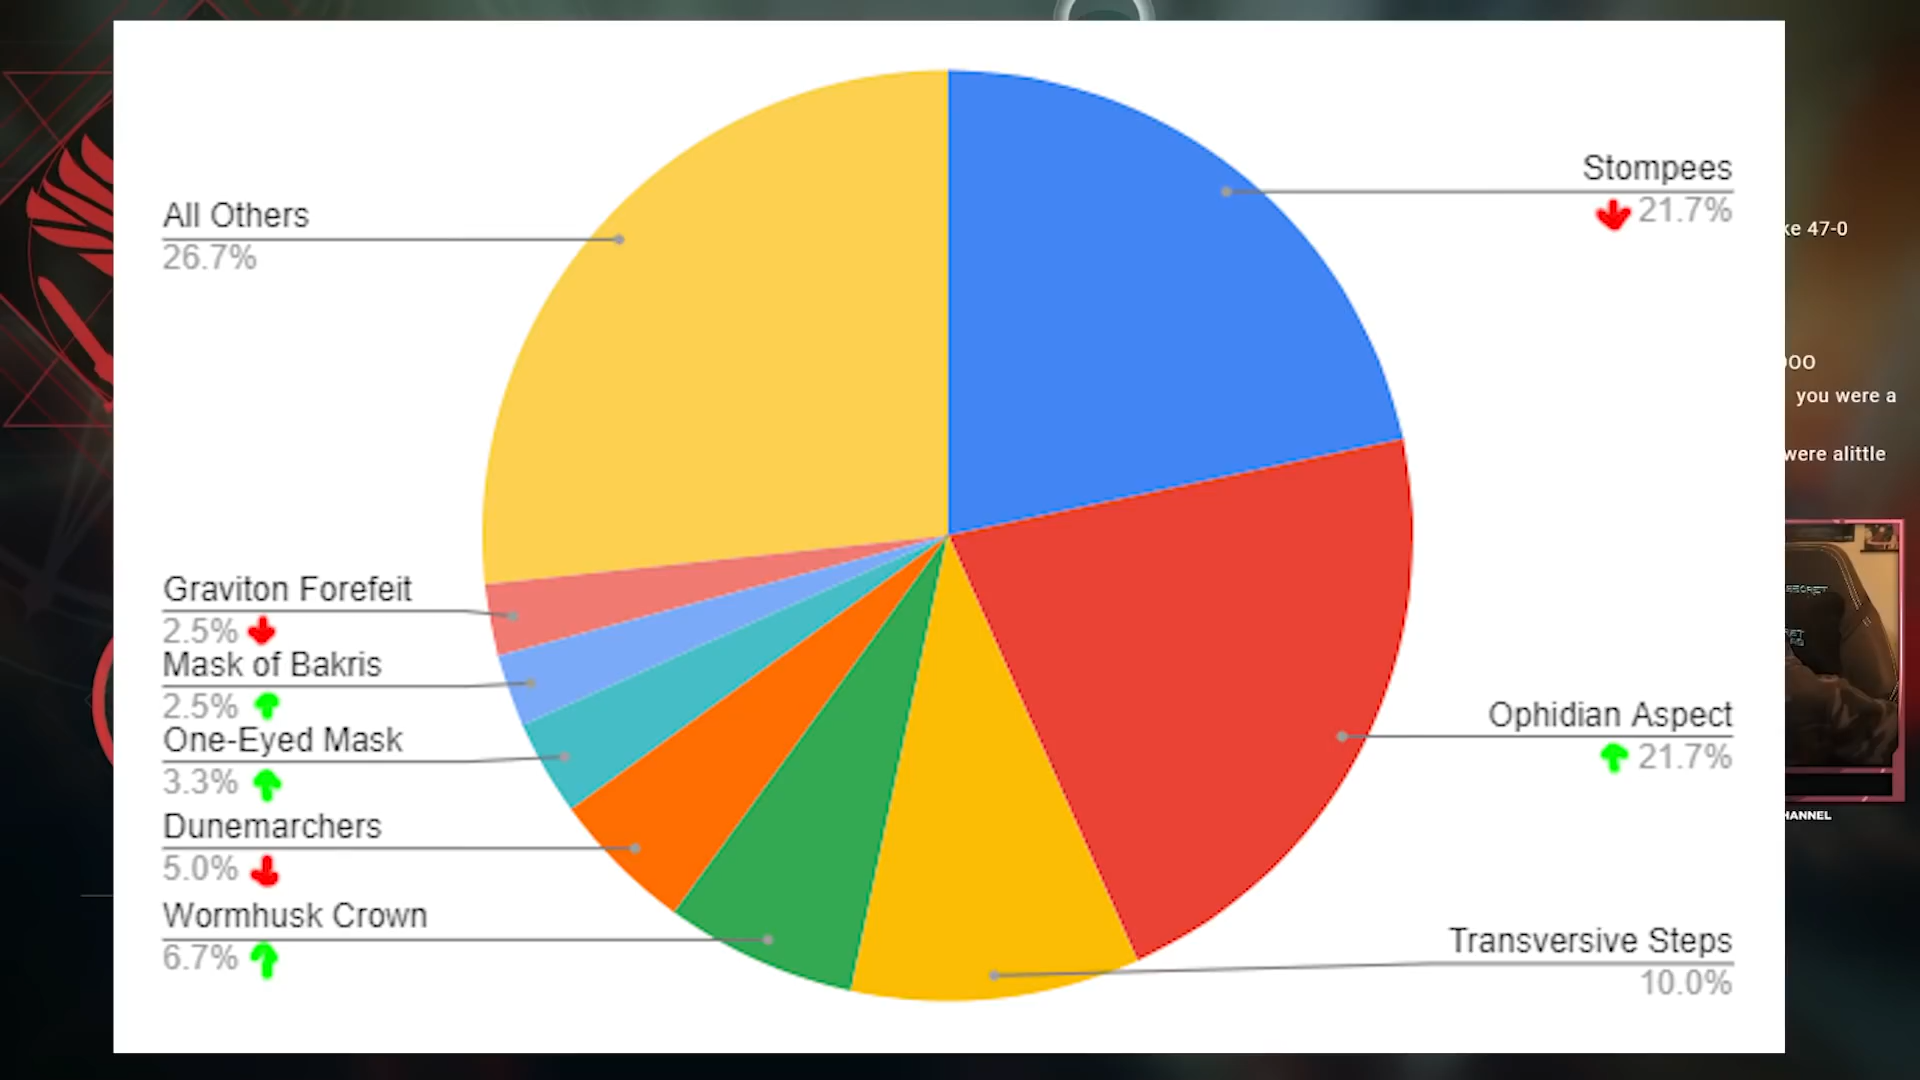 Stompees
21.7%
All Others
26.7%
Graviton Forefeit
2.5%
Mask of Bakris
2.5%
One-Eyed Mask
3.3%
Dunemarchers
5.0%
Wormhusk Crown
6.7%
Ophidian Aspect
21.7%
Transversive Steps
10.0%
47-0
you were a
were alittle